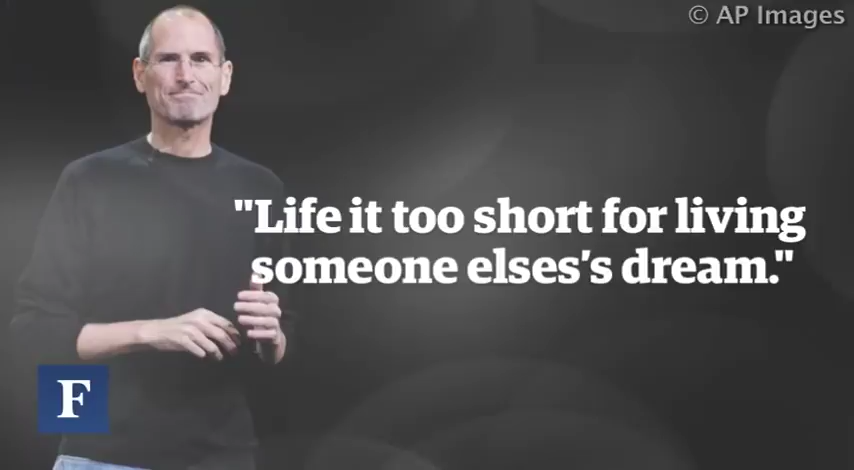 © AP Images
"Life it too short for living
someone elses’s dream."
F